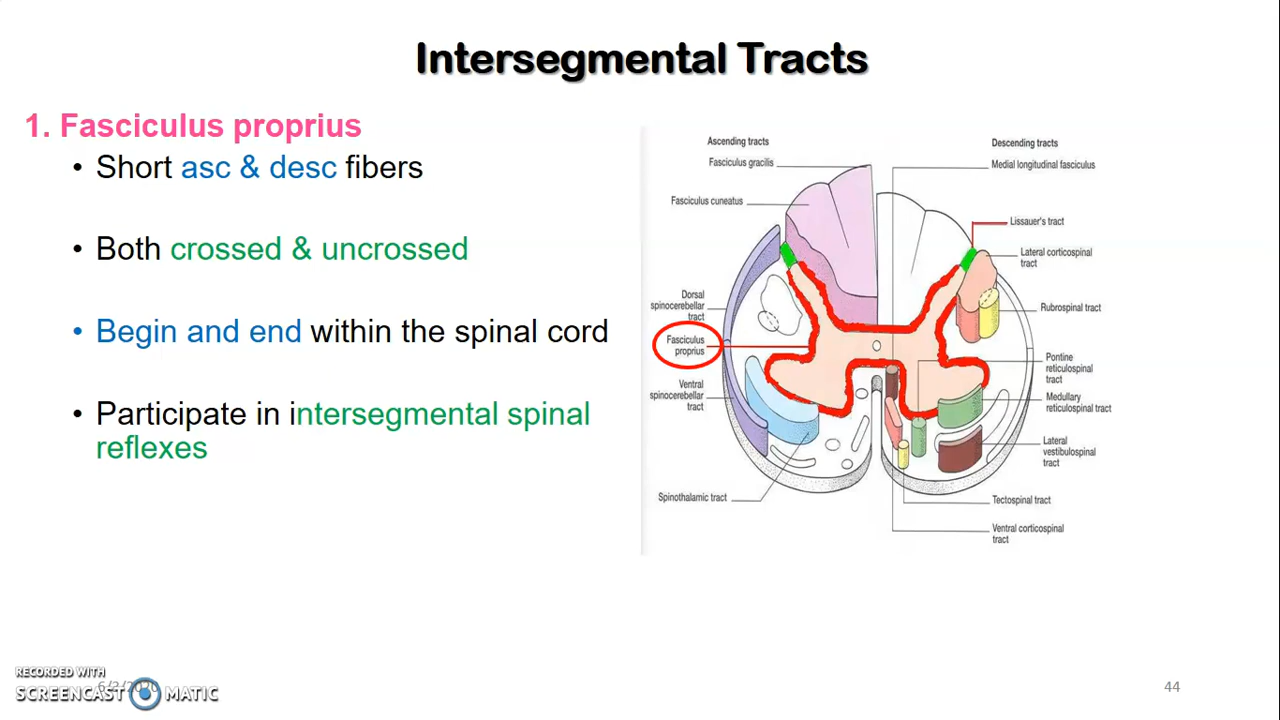 Intersegmental Tracts
1. Fasciculus proprius
• Short asc & desc fibers
• Both crossed & uncrossed
• Begin and end within the spinal cord
• Participate in intersegmental spinal
reflexes
Ascending tracts
Fasciculus gracilis
Fasciculus cuneatus
Dorsal
spinocerebellar
tract
Fasciculus
proprius
Ventral
spinocerebellar
tract
Spinothalamic tract
Descending tracts
Medial longitudinal fasciculus
Lissauer's tract
Lateral corticospinal
tract
Rubrospinal tract
Pontine
reticulospinal
tract
Medullary
reticulospinal tract
Lateral
vestibulospinal
tract
Tectospinal tract
Ventral corticospinal
tract
RECORDED WITH
SCREENCAST MATIC
44